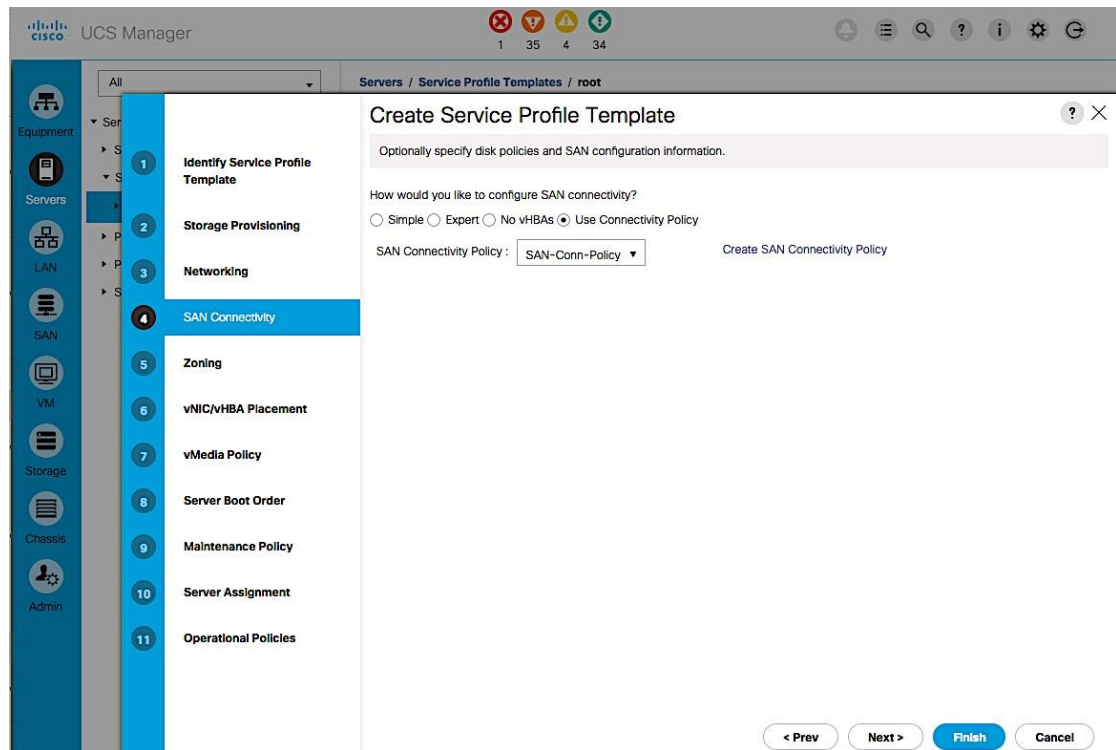 cisco UCS Manager
1 35 4 34
Equipment
Servers
LAN
SAN
VM
Storage
Chassis
Admin
All
Ser
S
S
P
P
S
Servers / Service Profile Templates / root
Create Service Profile Template
? ×
Optionally specify disk policies and SAN configuration information.
1 Identify Service Profile
Template
2 Storage Provisioning
3 Networking
4 SAN Connectivity
5 Zoning
6 vNIC/vHBA Placement
7 vMedia Policy
8 Server Boot Order
9 Maintenance Policy
10 Server Assignment
11 Operational Policies
How would you like to configure SAN connectivity?
Simple Expert No vHBAs Use Connectivity Policy
SAN Connectivity Policy : SAN-Conn-Policy Create SAN Connectivity Policy
< Prev Next > Finish Cancel